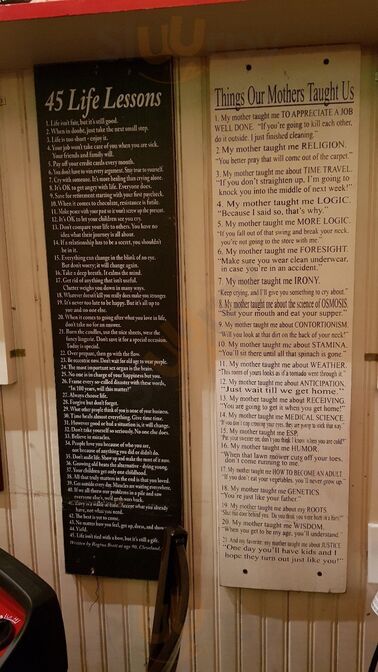 45 Life Lessons
1. Life isn't fair, but it's still good.
2. When in doubt, just take the next small step.
3. Life is too short - enjoy it.
4. Your job won't take care of you when you are sick.
Your friends and family will.
5. Pay off your credit cards every month.
6. You don't have to win every argument. Stay true to yourself.
7. Cry with someone. It's more healing than crying alone.
8. It's OK to get angry with life. Everyone does.
9. Save for retirement starting with your first paycheck.
10. When it comes to chocolate, resistance is futile.
11. Make peace with your past so it won't screw up the present.
12. It's OK to let your children see you cry.
13. Don't compare your life to others. You have no
idea what their journey is all about.
14. If a relationship has to be a secret, you shouldn't
be in it.
15. Everything can change in the blink of an eye.
But don't worry; it will change again.
16. Take a deep breath. It calms the mind.
17. Get rid of anything that isn't useful.
Clutter weighs you down in many ways.
18. Whatever doesn't kill you really does make you stronger.
19. It's never too late to be happy. But it's all up to
you and no one else.
20. When it comes to going after what you love in life,
don't take no for an answer.
21. Burn the candles, use the nice sheets, wear the
fancy lingerie. Don't save it for a special occasion.
Today is special.
22. Over prepare, then go with the flow.
23. Be eccentric now. Don't wait for old age to wear purple.
24. The most important sex organ is the brain.
25. No one is in charge of your happiness but you.
26. Frame every so-called disaster with these words,
"In 100 years, will this matter?"
27. Always choose life.
28. Forgive but don't forget.
29. What other people think of you is none of your business.
30. Time heals almost everything. Give time time.
31. However good or bad a situation is, it will change.
32. Don't take yourself so seriously. No one else does.
33. Believe in miracles.
34. People love you because of who you are,
not because of anything you did or didn't do.
35. Don't audit life. Show up and make the most of it now.
36. Growing old beats the alternative - dying young.
37. Your children get only one childhood.
38. All that truly matters in the end is that you loved.
39. Get outside every day. Miracles are waiting everywhere.
40. If we all threw our problems in a pile and saw
everyone else's, we'd grab ours back.
41. Envy is a waste of time. Accept what you already
have, not what you need.
42. The best is yet to come.
43. No matter how you feel, get up, dress, and show
44. Yield.
45. Life isn't tied with a bow, but it's still a gift.
Written by Regina Brett at age 90, Cleveland,
Things Our Mothers Taught Us
1. My mother taught me TO APPRECIATE A JOB
WELL DONE. "If you're going to kill each other,
do it outside. I just finished cleaning."
2. My mother taught me RELIGION.
"You better pray that will come out of the carpet."
3. My mother taught me about TIME TRAVEL.
"If you don't straighten up, I'm going to
knock you into the middle of next week!"
4. My mother taught me LOGIC.
"Because I said so, that's why."
5. My mother taught me MORE LOGIC.
"If you fall out of that swing and break your neck,
you're not going to the store with me."
6. My mother taught me FORESIGHT.
"Make sure you wear clean underwear,
in case you're in an accident."
7. My mother taught me IRONY.
"Keep crying, and I'll give you something to cry about."
8. My mother taught me about the science of OSMOSIS.
"Shut your mouth and eat your supper."
9. My mother taught me about CONTORTIONISM.
"Will you look at that dirt on the back of your neck!"
10. My mother taught me about STAMINA.
"You'll sit there until all that spinach is gone."
11. My mother taught me about WEATHER.
"This room of yours looks as if a tornado went through it."
12. My mother taught me about ANTICIPATION.
"Just wait till we get home."
13. My mother taught me about RECEIVING.
"You are going to get it when you get home!"
14. My mother taught me MEDICAL SCIENCE.
"If you don't stop crossing your eyes, they are going to stick that way."
15. My mother taught me ESP.
"Put your sweater on; don't you think I know when you are cold?"
16. My mother taught me HUMOR.
"When that lawn mower cuts off your toes,
don't come running to me."
17. My mother taught me HOW TO BECOME AN ADULT.
"If you don't eat your vegetables, you'll never grow up."
18. My mother taught me GENETICS.
"You're just like your father."
19. My mother taught me about my ROOTS.
"Shut that door behind you. Do you think you were born in a barn?"
20. My mother taught me WISDOM.
"When you get to be my age, you'll understand."
21. And my favorite: my mother taught me about JUSTICE.
"One day you'll have kids and I
hope they turn out just like you!"